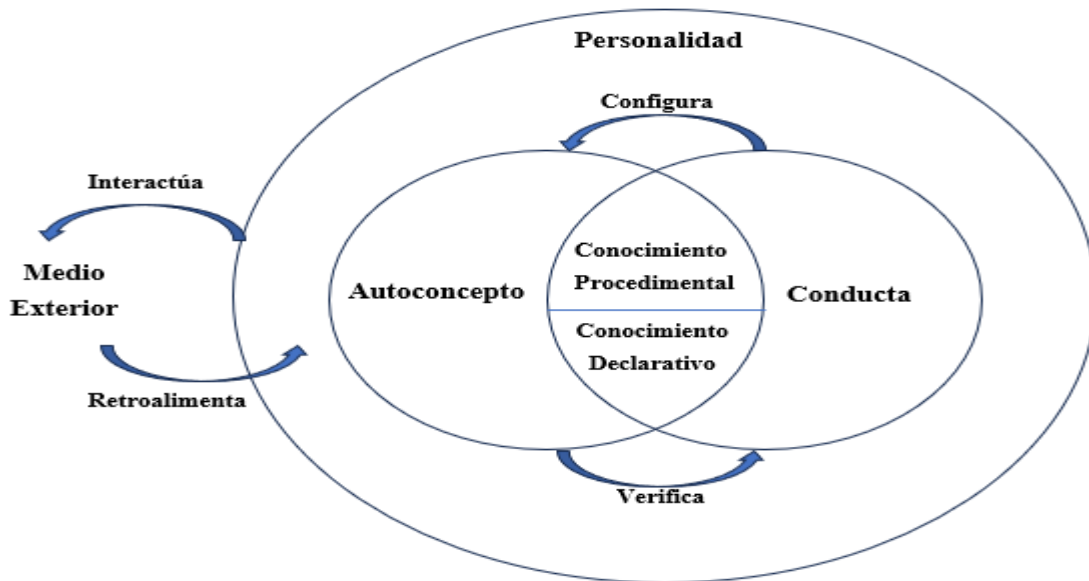 Personalidad
Configura
Interactúa
Medio
Exterior
Retroalimenta
Autoconcepto
Conocimiento
Procedimental
Conocimiento
Declarativo
Conducta
Verifica